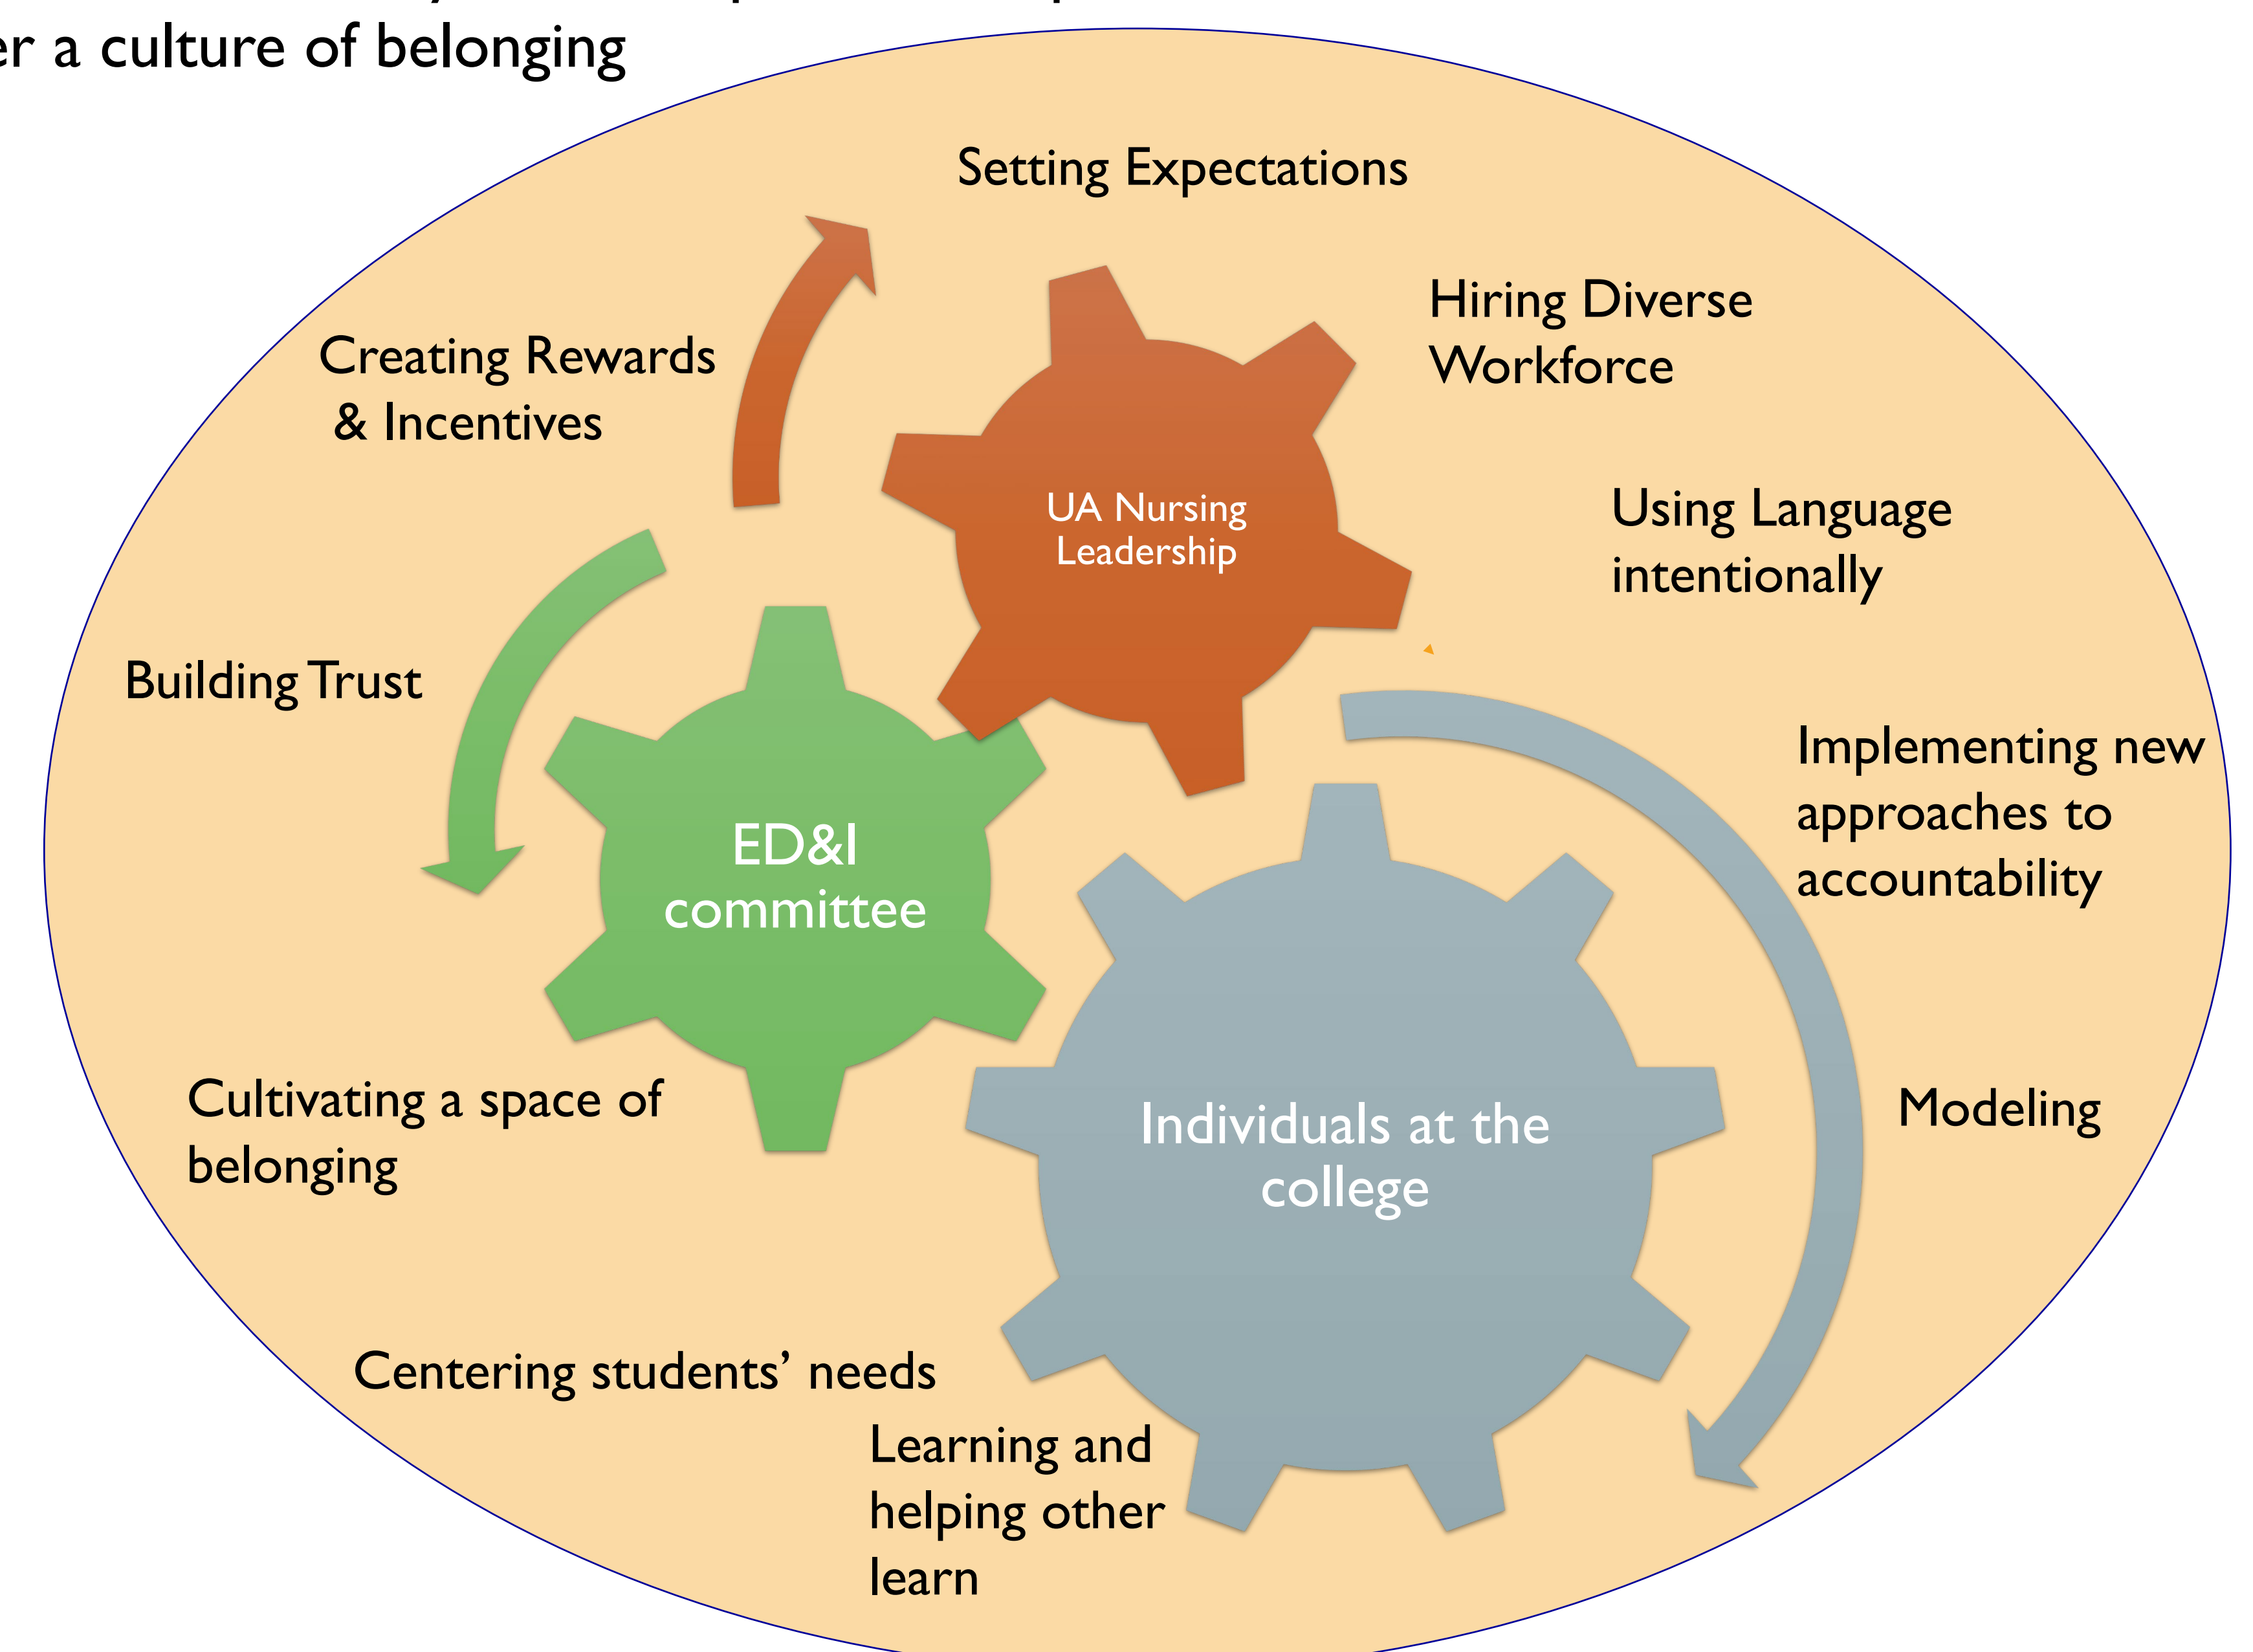 a culture of belonging
Setting Expectations
Hiring Diverse
Workforce
Creating Rewards
& Incentives
UA Nursing
Leadership
Using Language
intentionally
Building Trust
Implementing new
approaches to
accountability
ED&I
committee
Cultivating a space of
belonging
Individuals at the
college
Modeling
Centering students’ needs
Learning and
helping other
learn